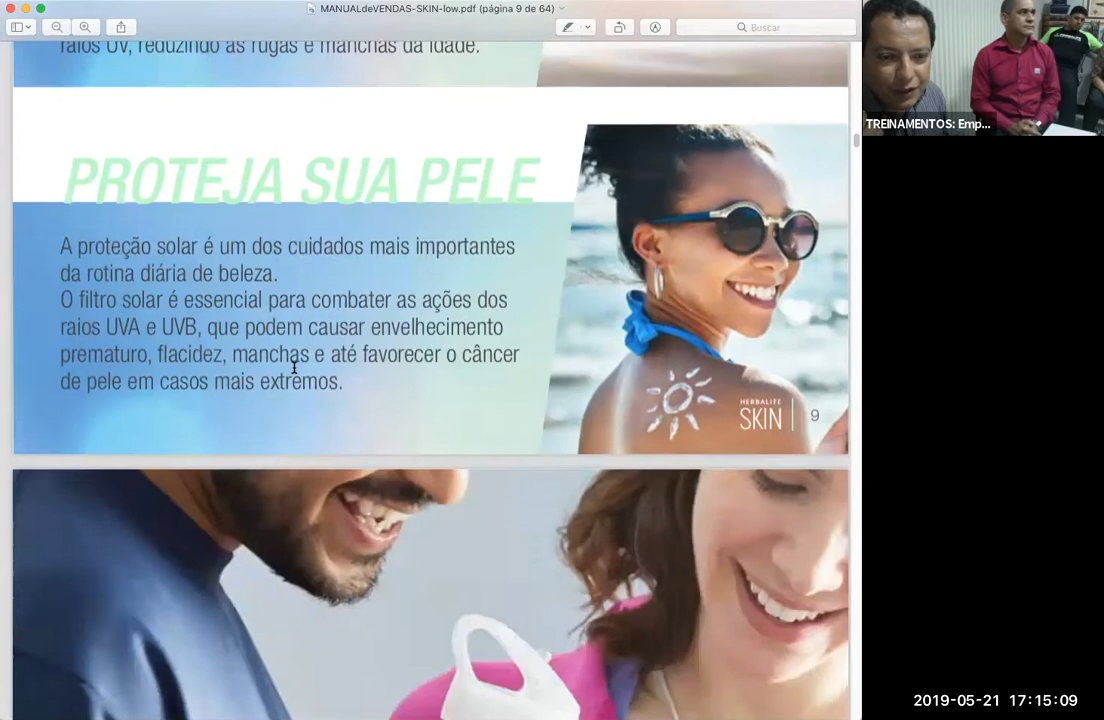 MANUALdeVENDAS-SKIN-low.pdf (página 9 de 64)
Buscar
raios UV, reduzindo as rugas e manchas da idade.
PROTEJA SUA PELE
A proteção solar é um dos cuidados mais importantes
da rotina diária de beleza.
O filtro solar é essencial para combater as ações dos
raios UVA e UVB, que podem causar envelhecimento
prematuro, flacidez, manchas e até favorecer o câncer
de pele em casos mais extremos.
HERBALIFE
SKIN
9
TREINAMENTOS: Emp...
2019-05-21 17:15:09